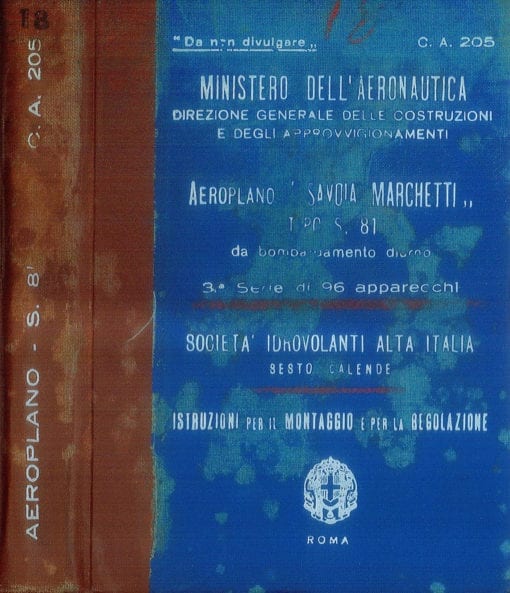 18
AEROPLANO - S. 81
C. A. 205
"Da non divulgare„
18
C. A. 205
MINISTERO DELL'AERONAUTICA
DIREZIONE GENERALE DELLE COSTRUZIONI
E DEGLI APPROVVIGIONAMENTI
AEROPLANO " SAVOIA MARCHETTI „
TIPO S. 81
da bombardamento diurno
3.ª Serie di 96 apparecchi
SOCIETA' IDROVOLANTI ALTA ITALIA
SESTO CALENDE
ISTRUZIONI PER IL MONTAGGIO E PER LA REGOLAZIONE
ROMA